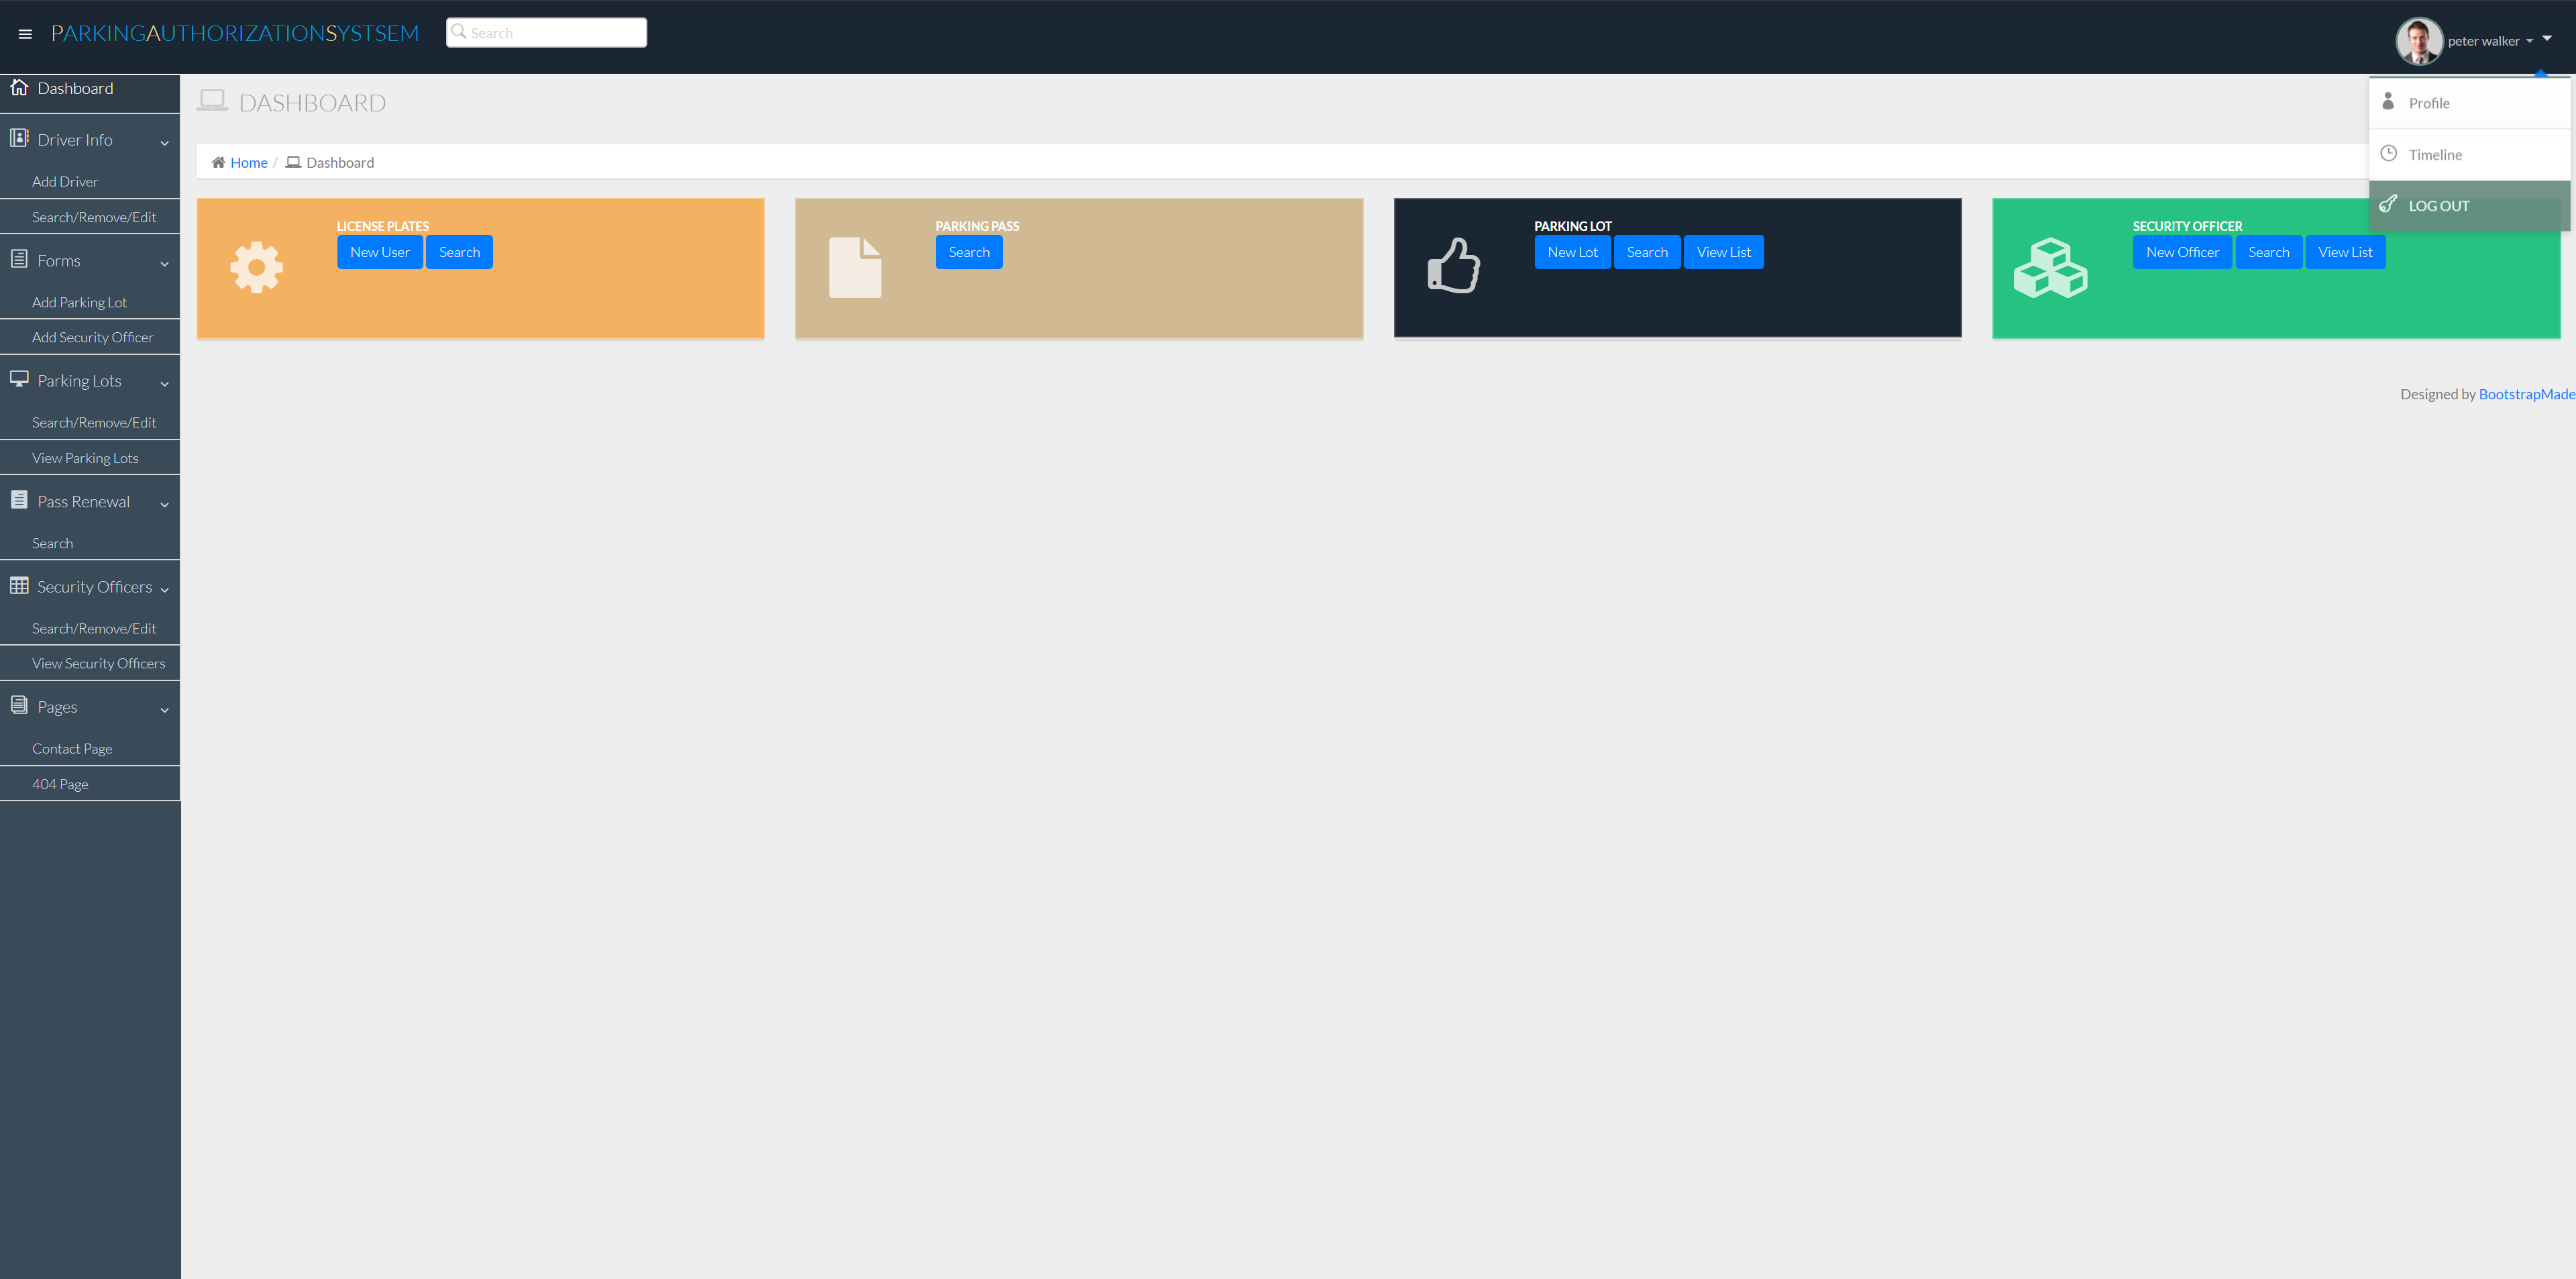 PARKINGAUTHORIZATIONSYSTSEM
Search
peter walker
Profile
Timeline
LOG OUT
Dashboard
Driver Info
Add Driver
Search/Remove/Edit
Forms
Add Parking Lot
Add Security Officer
Parking Lots
Search/Remove/Edit
View Parking Lots
Pass Renewal
Search
Security Officers
Search/Remove/Edit
View Security Officers
Pages
Contact Page
404 Page
DASHBOARD
Home / Dashboard
LICENSE PLATES
New User Search
PARKING PASS
Search
PARKING LOT
New Lot Search View List
SECURITY OFFICER
New Officer Search View List
Designed by BootstrapMade